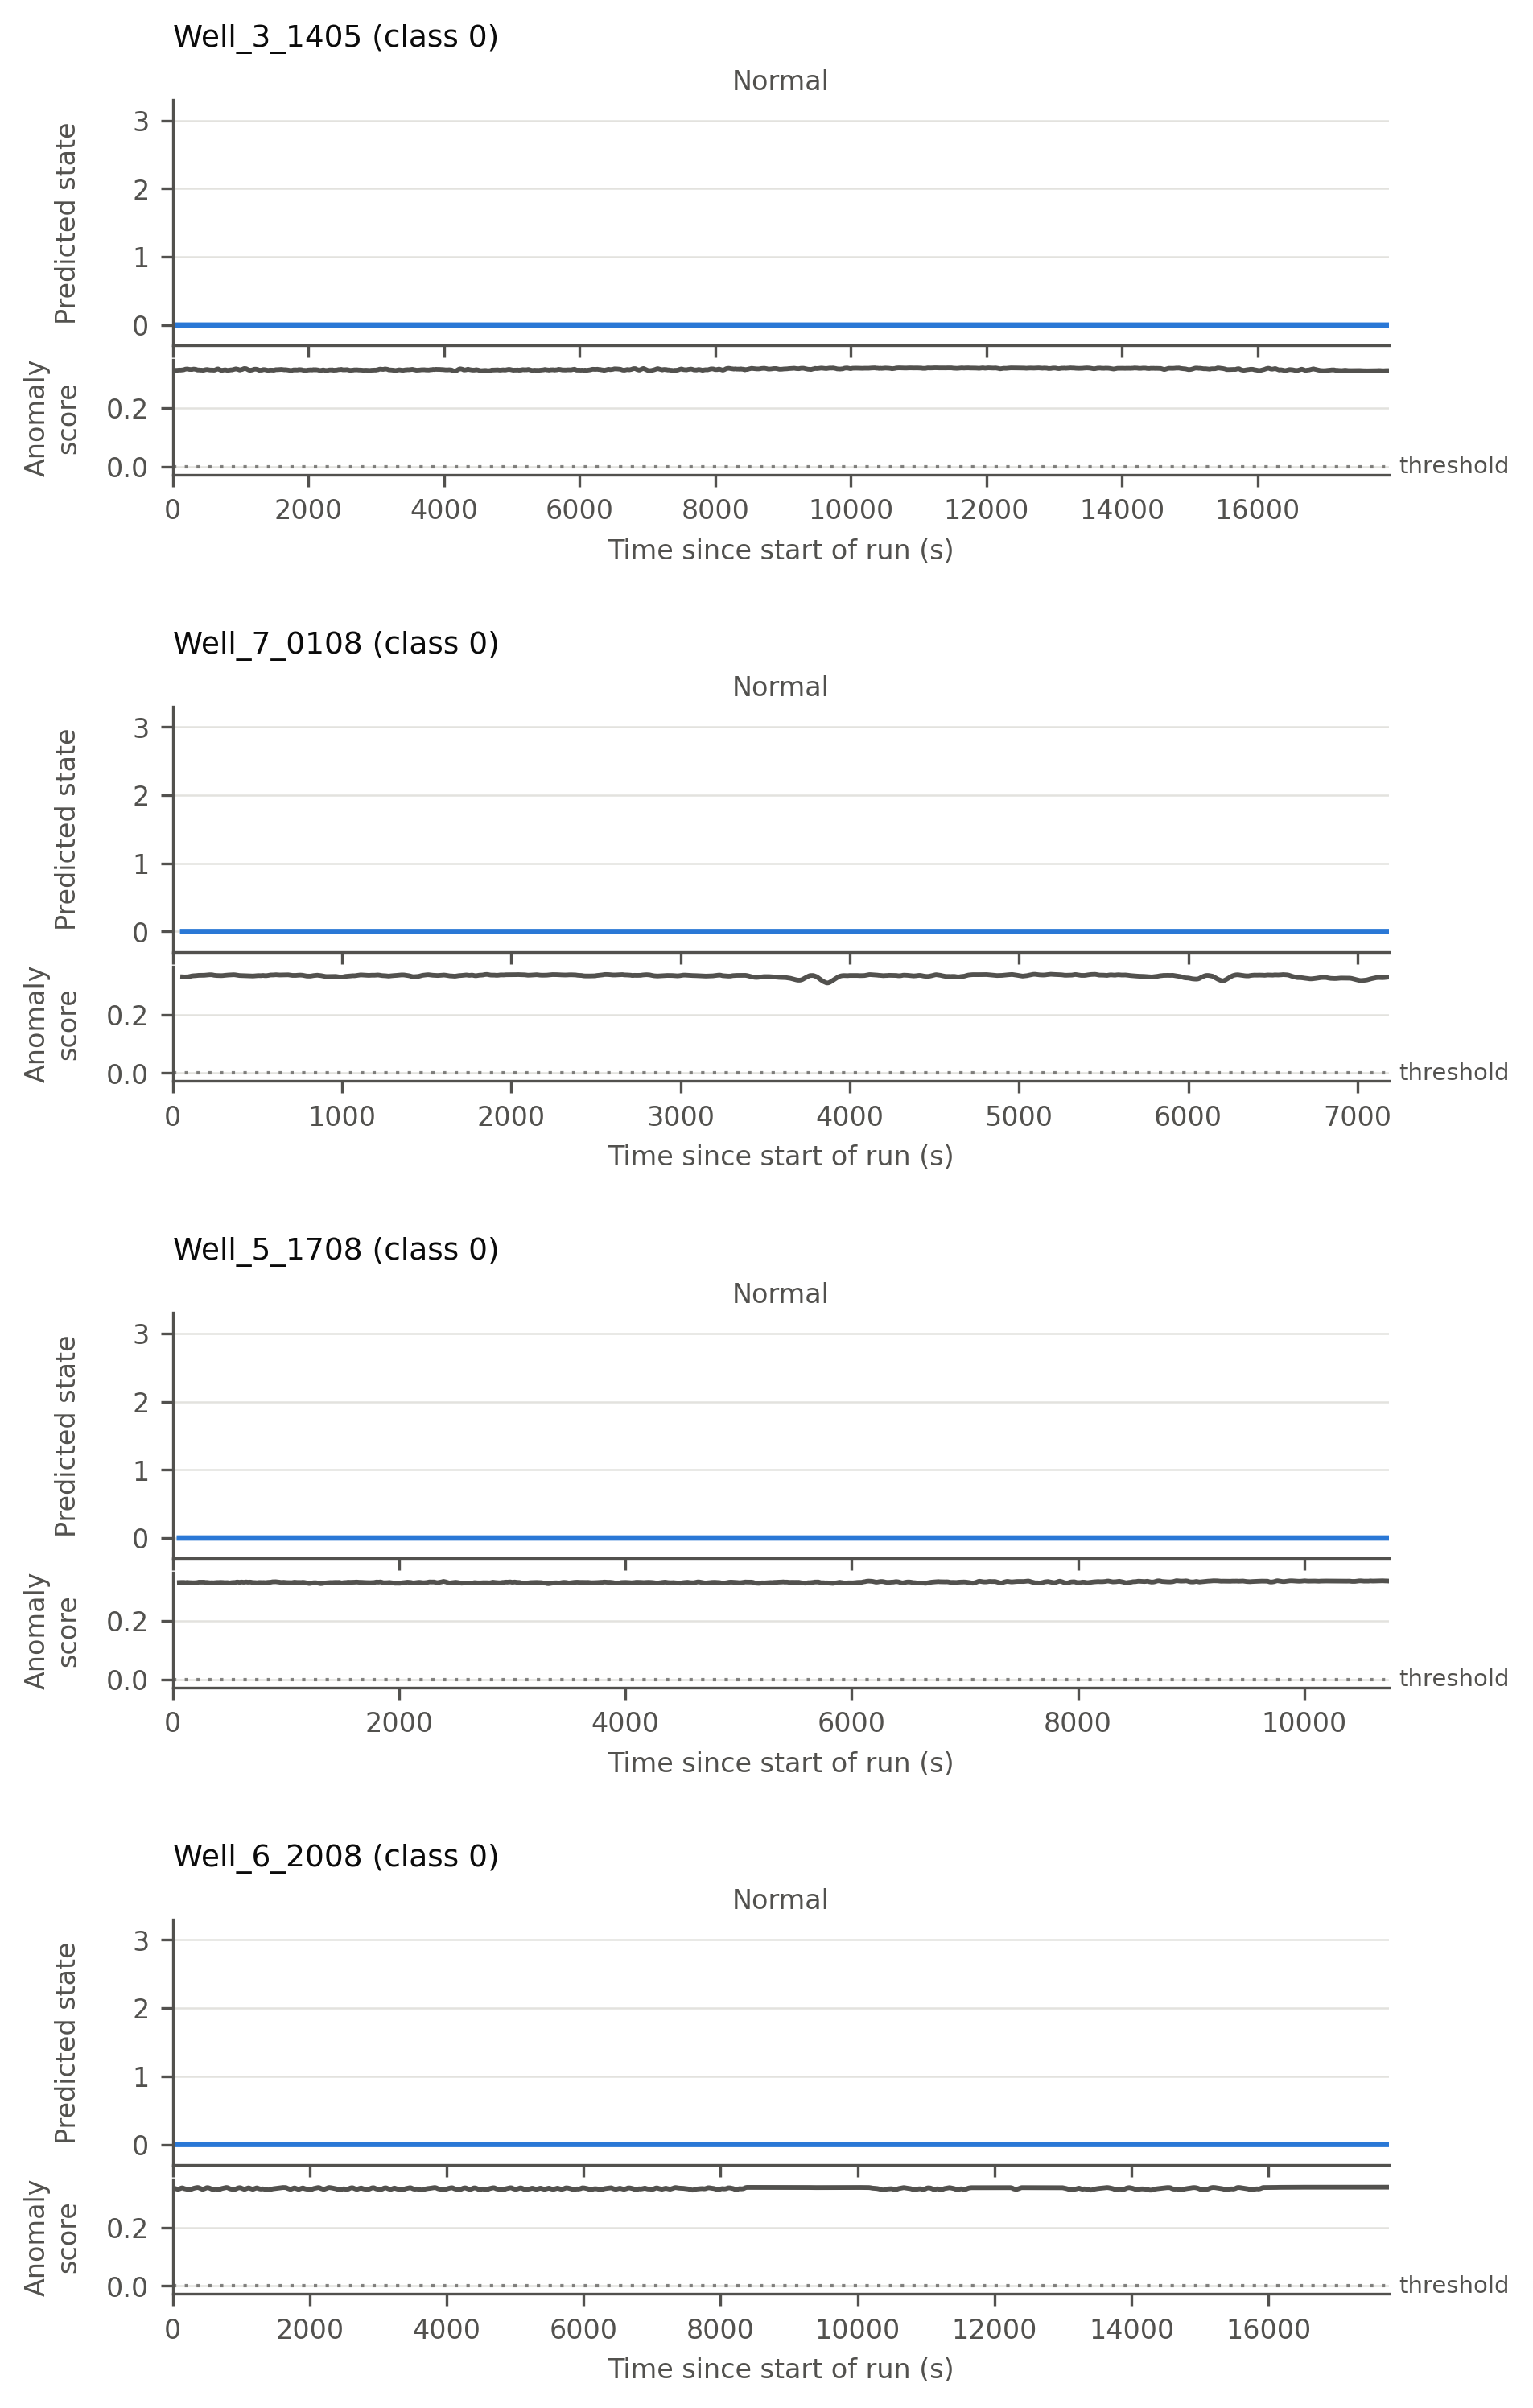 Well_3_1405 (class 0)
Normal
Predicted state
3
2
1
0
Anomaly
score
0.2
0.0
threshold
0 2000 4000 6000 8000 10000 12000 14000 16000
Time since start of run (s)
Well_7_0108 (class 0)
Normal
Predicted state
3
2
1
0
Anomaly
score
0.2
0.0
threshold
0 1000 2000 3000 4000 5000 6000 7000
Time since start of run (s)
Well_5_1708 (class 0)
Normal
Predicted state
3
2
1
0
Anomaly
score
0.2
0.0
threshold
0 2000 4000 6000 8000 10000
Time since start of run (s)
Well_6_2008 (class 0)
Normal
Predicted state
3
2
1
0
Anomaly
score
0.2
0.0
threshold
0 2000 4000 6000 8000 10000 12000 14000 16000
Time since start of run (s)